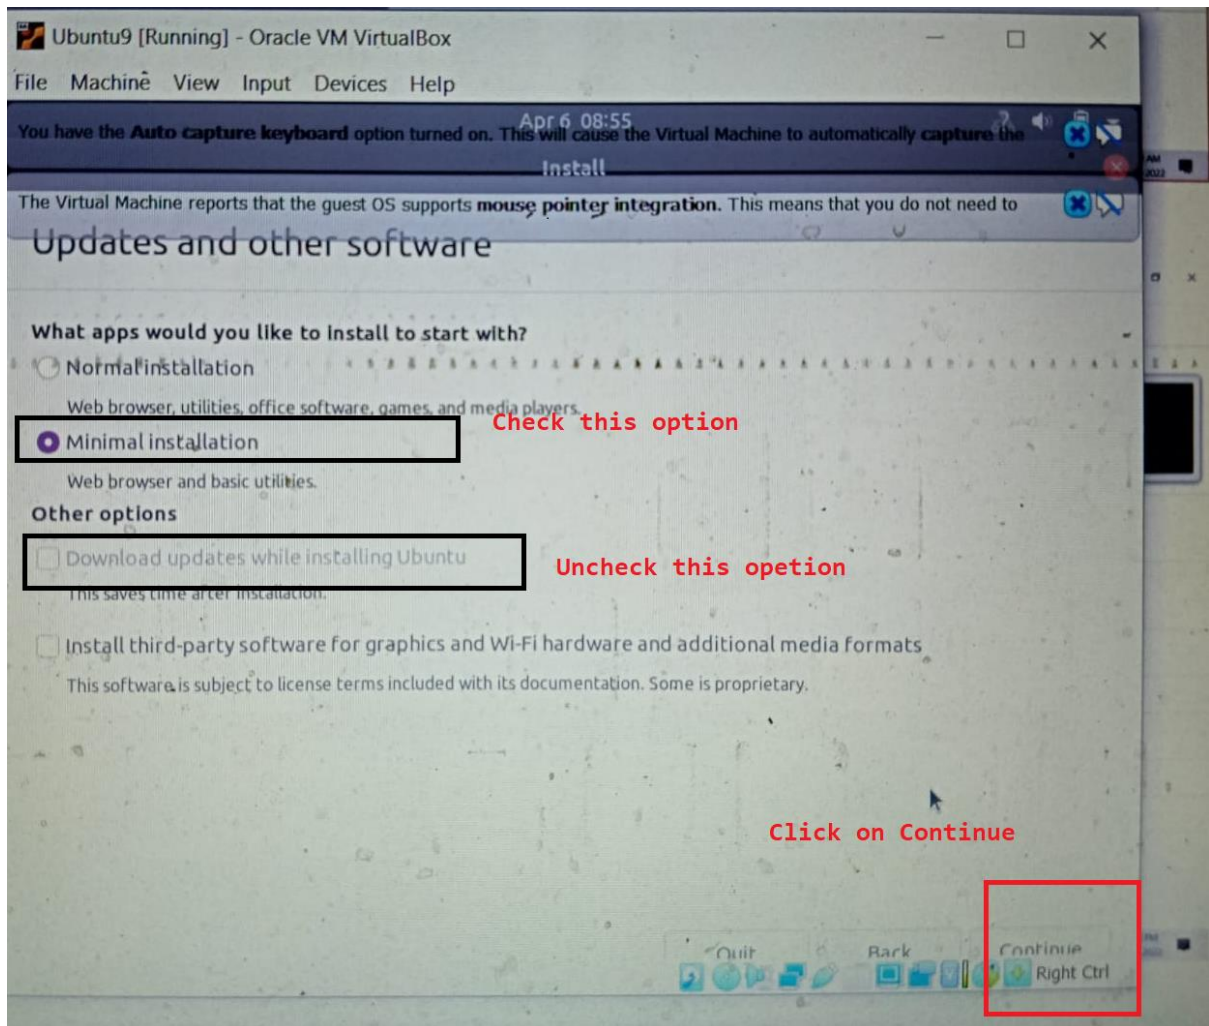 Ubuntu9 [Running] - Oracle VM VirtualBox
File Machine View Input Devices Help
Apr 6 08:55
You have the Auto capture keyboard option turned on. This will cause the Virtual Machine to automatically capture the
AM
2022
Install
The Virtual Machine reports that the guest OS supports mouse pointer integration. This means that you do not need to
Updates and other software
What apps would you like to install to start with?
Normal installation
Web browser, utilities, office software, games, and media players.
Check this option
Minimal installation
Web browser and basic utilities.
Other options
Download updates while installing Ubuntu
Uncheck this opetion
This saves time after installation.
Install third-party software for graphics and Wi-Fi hardware and additional media formats
This software is subject to license terms included with its documentation. Some is proprietary.
Click on Continue
Quit Back Continue
Right Ctrl